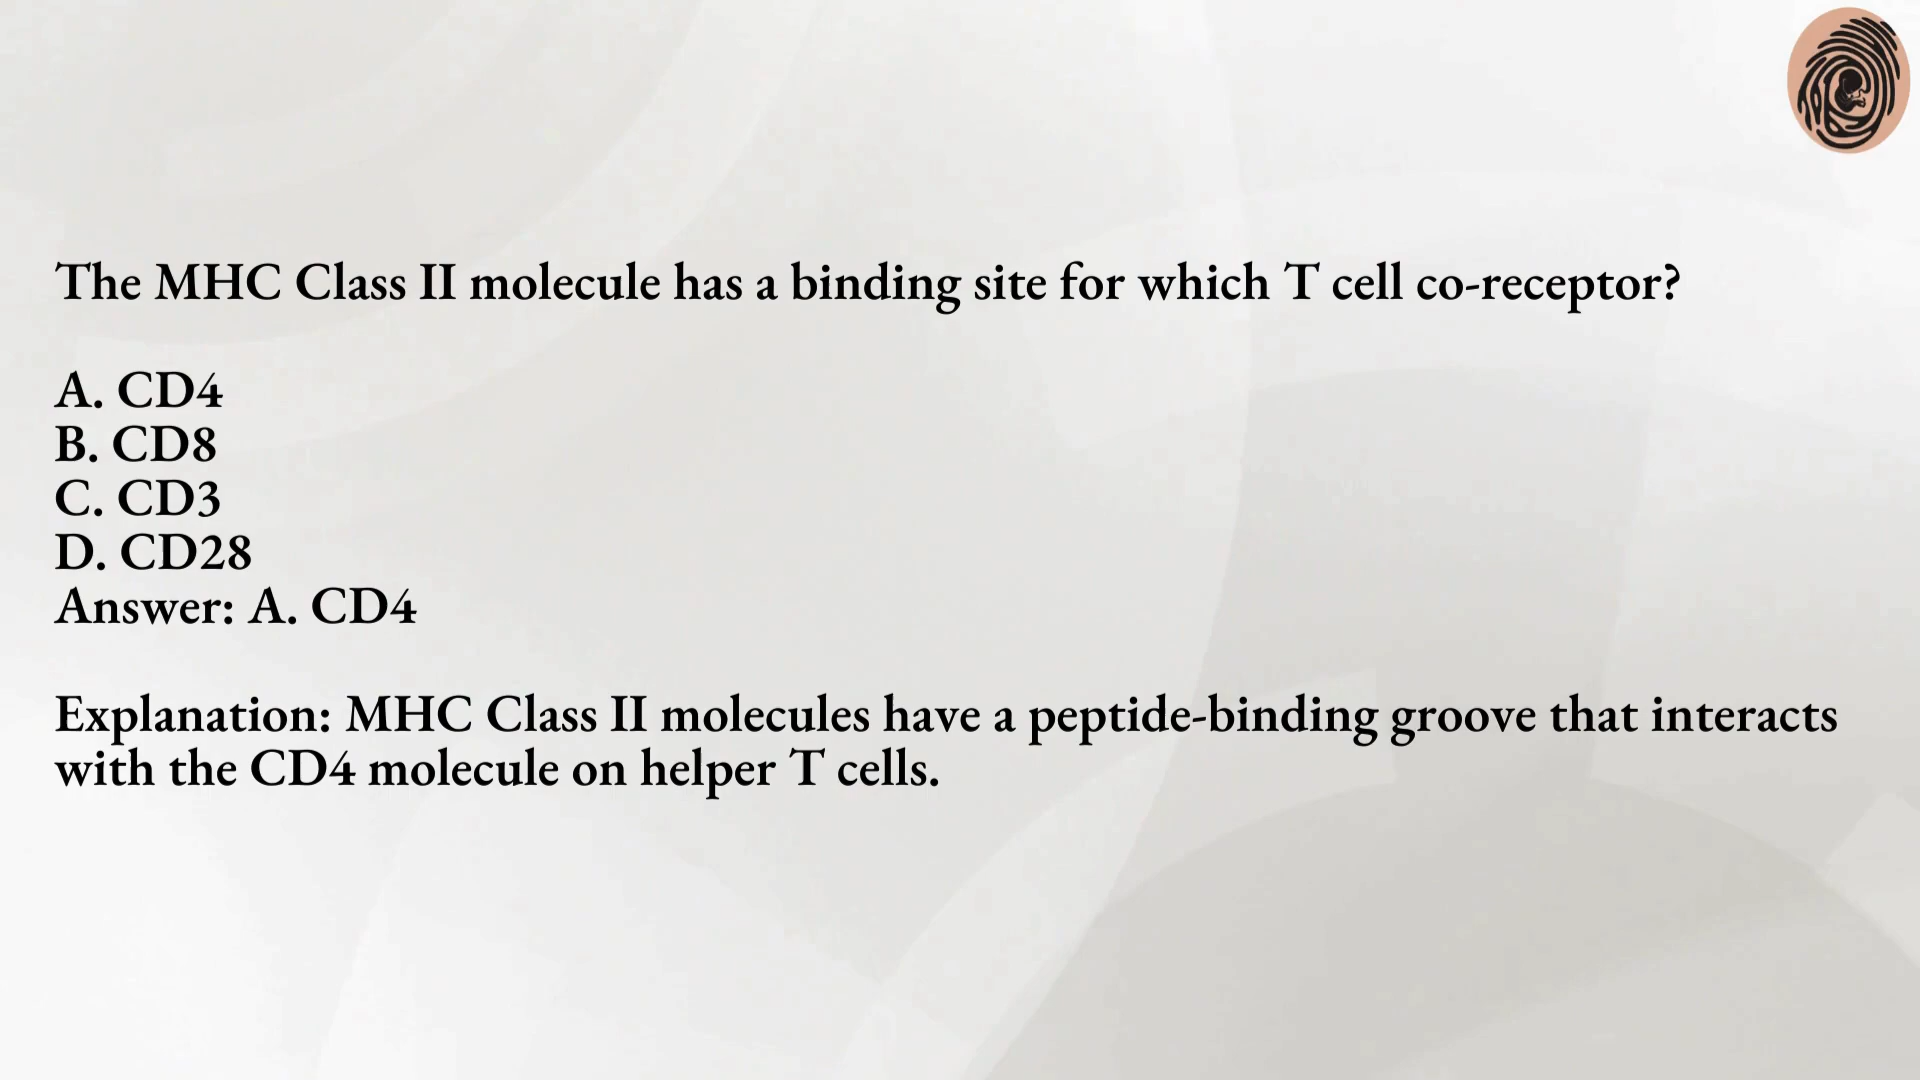 The MHC Class II molecule has a binding site for which T cell co-receptor?
A. CD4
B. CD8
C. CD3
D. CD28
Answer: A. CD4
Explanation: MHC Class II molecules have a peptide-binding groove that interacts
with the CD4 molecule on helper T cells.